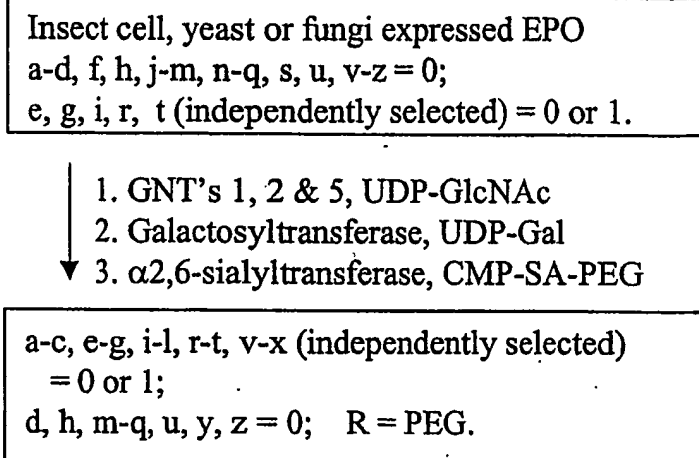 Insect cell, yeast or fungi expressed EPO
a-d, f, h, j-m, n-q, s, u, v-z = 0;
e, g, i, r, t (independently selected) = 0 or 1.
1. GNT's 1, 2 & 5, UDP-GlcNAc
2. Galactosyltransferase, UDP-Gal
3. α2,6-sialyltransferase, CMP-SA-PEG
a-c, e-g, i-l, r-t, v-x (independently selected)
= 0 or 1;
d, h, m-q, u, y, z = 0; R = PEG.